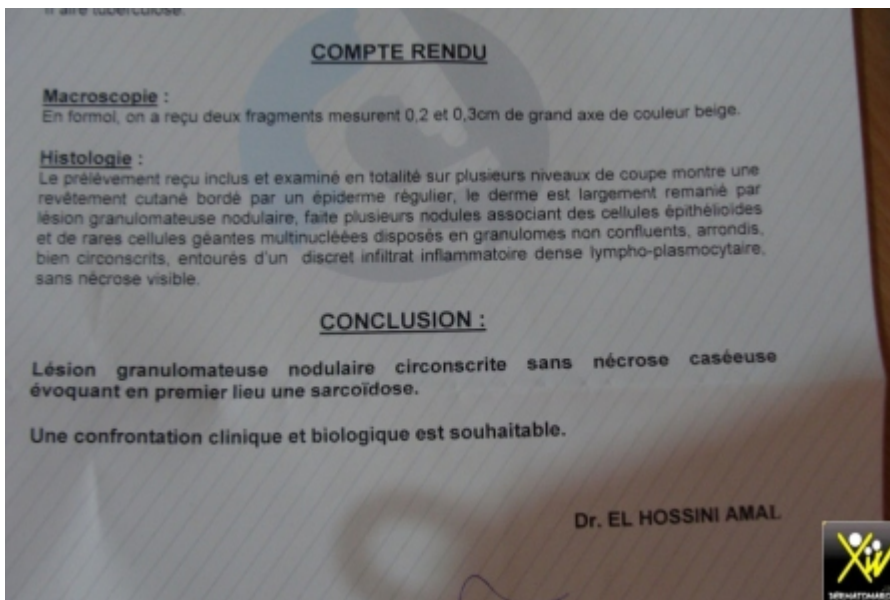 tuberculose.
COMPTE RENDU
Macroscopie :
En formol, on a reçu deux fragments mesurent 0,2 et 0,3cm de grand axe de couleur beige.
Histologie :
Le prélèvement reçu inclus et examiné en totalité sur plusieurs niveaux de coupe montre une
revêtement cutané bordé par un épiderme régulier, le derme est largement remanié par
lésion granulomateuse nodulaire, faite plusieurs nodules associant des cellules épithélioides
et de rares cellules géantes multinucléées disposés en granulomes non confluents, arrondis,
bien circonscrits, entourés d'un discret infiltrat inflammatoire dense lympho-plasmocytaire,
sans nécrose visible.
CONCLUSION :
Lésion granulomateuse nodulaire circonscrite sans nécrose caséeuse
évoquant en premier lieu une sarcoïdose.
Une confrontation clinique et biologique est souhaitable.
Dr. EL HOSSINI AMAL